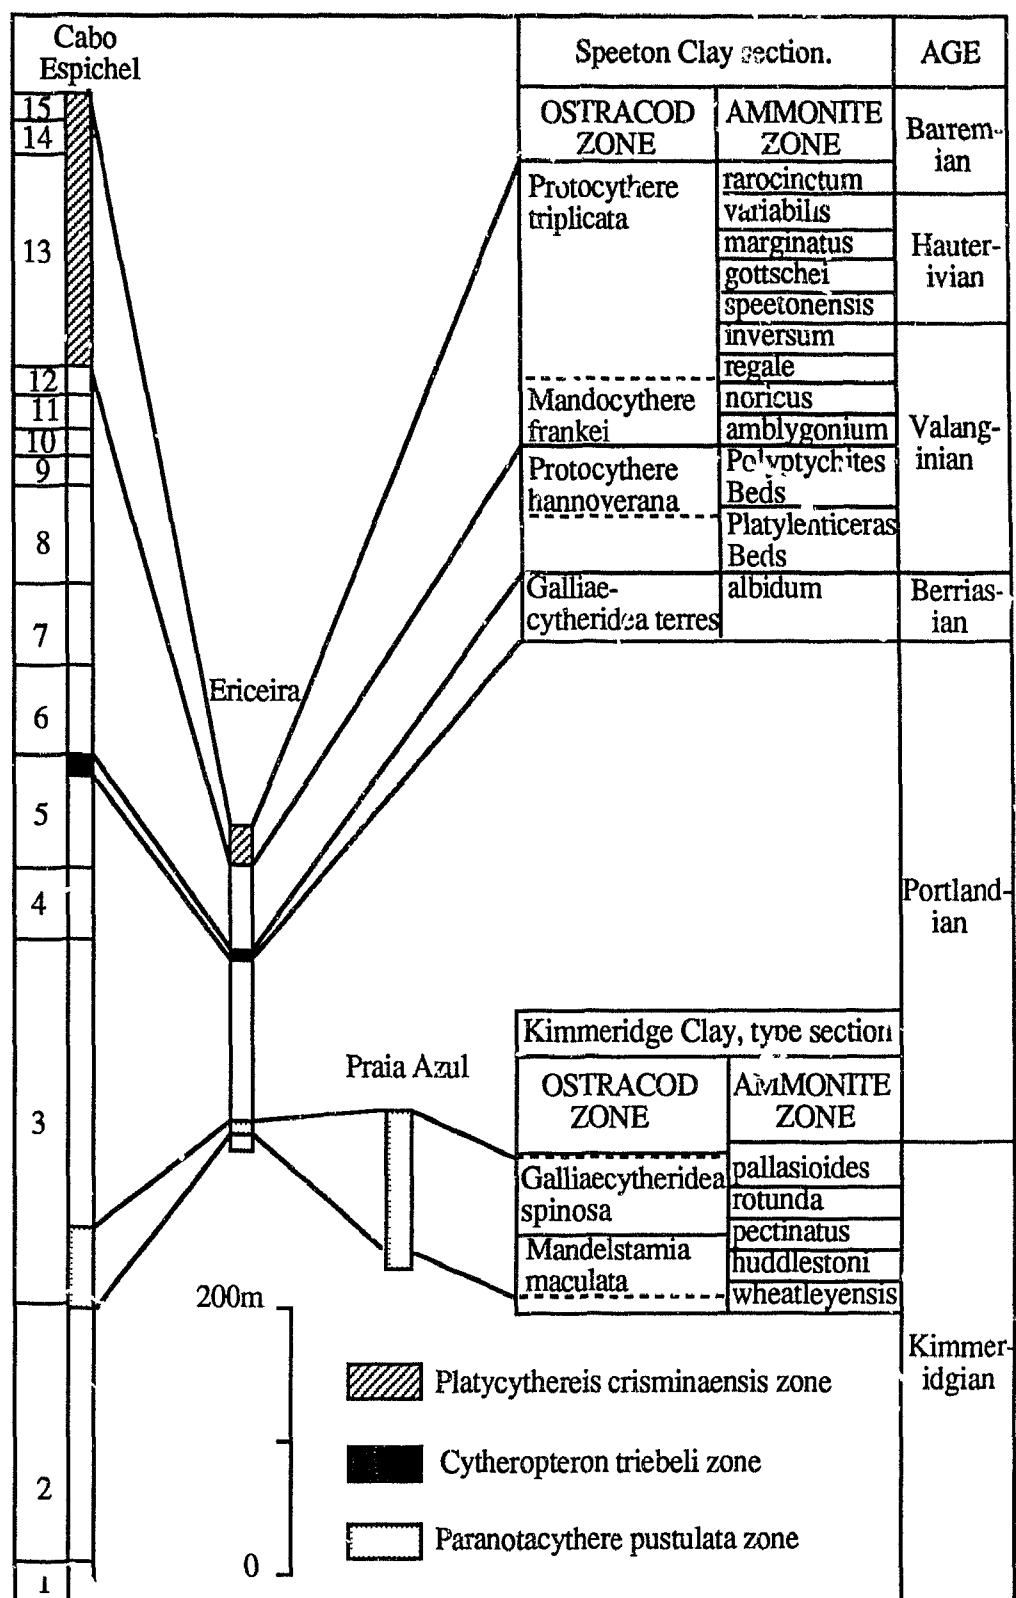 Cabo
Espichel
15
14
13
12
11
10
9
8
7
6
5
4
3
2
1
Ericeira
Praia Azul
Speeton Clay section.
AGE
OSTRACOD
ZONE
AMMONITE
ZONE
Protocythere
triplicata
Mandocythere
frankei
Protocythere
hannoverana
Galliae-
cytheridea terres
rarocinctum
variabilis
marginatus
gottschei
speetonensis
inversum
regale
noricus
amblygonium
Polyptychites
Beds
Platylenticeras
Beds
albidum
Barrem-
ian
Hauter-
ivian
Valang-
inian
Berrias-
ian
Portland-
ian
Kimmer-
idgian
Kimmeridge Clay, type section
OSTRACOD
ZONE
AMMONITE
ZONE
Galliaecytheridea
spinosa
Mandelstamia
maculata
pallasioides
rotunda
pectinatus
huddlestoni
wheatleyensis
200m
0
Platycythereis crisminaensis zone
Cytheropteron triebeli zone
Paranotacythere pustulata zone